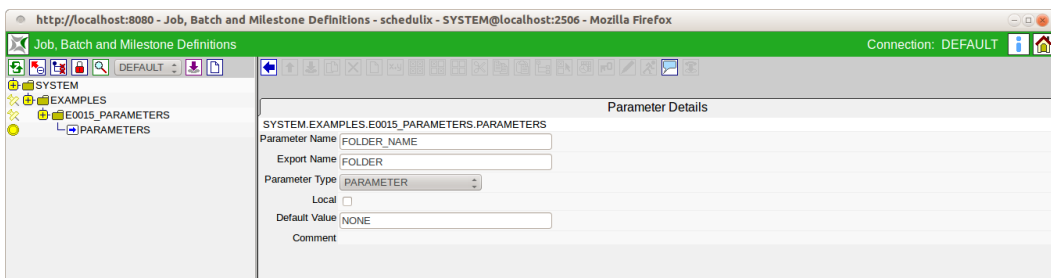 http://localhost:8080 - Job, Batch and Milestone Definitions - schedulix - SYSTEM@localhost:2506 - Mozilla Firefox
Job, Batch and Milestone Definitions
Connection: DEFAULT
DEFAULT
SYSTEM
EXAMPLES
E0015_PARAMETERS
PARAMETERS
Parameter Details
SYSTEM.EXAMPLES.E0015_PARAMETERS.PARAMETERS
Parameter Name FOLDER_NAME
Export Name FOLDER
Parameter Type PARAMETER
Local
Default Value NONE
Comment